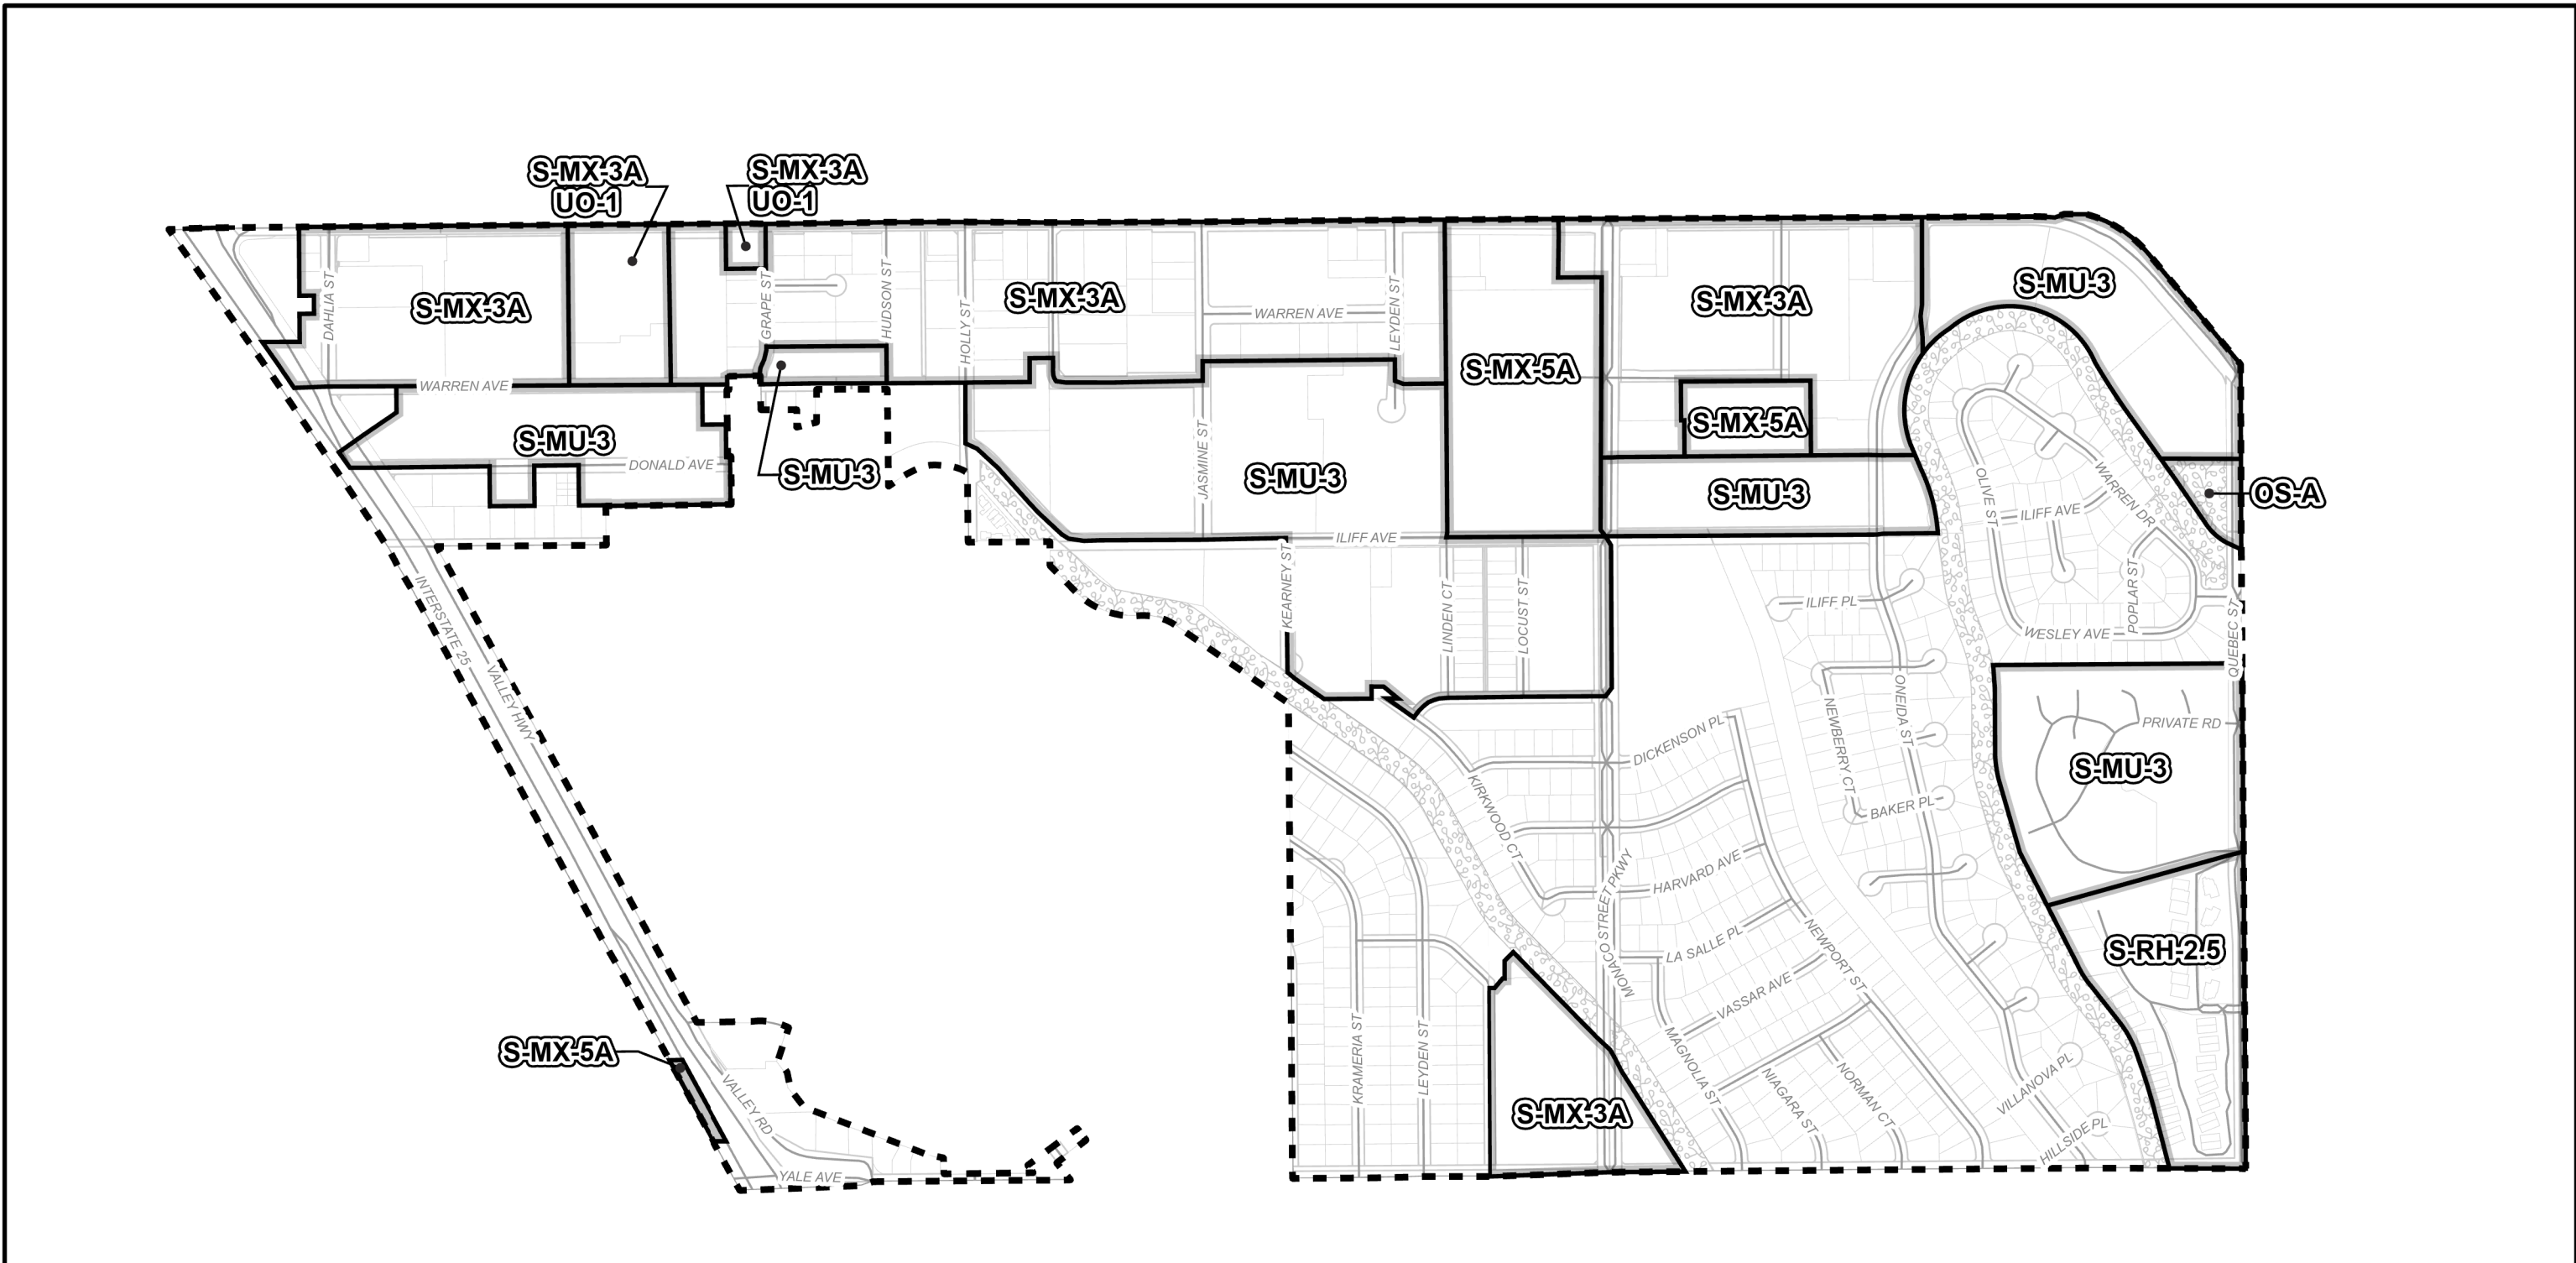 S-MX-3A
UO-1
S-MX-3A
UO-1
DAHLIA ST
S-MX-3A
GRAPE ST
HUDSON ST
HOLLY ST
S-MX-3A
WARREN AVE
LEYDEN ST
S-MX-5A
S-MX-3A
S-MU-3
WARREN AVE
S-MU-3
DONALD AVE
S-MU-3
JASMINE ST
S-MU-3
S-MX-5A
S-MU-3
OLIVE ST
WARREN DR
ILIFF AVE
OS-A
ILIFF AVE
KEARNEY ST
LINDEN CT
LOCUST ST
ILIFF PL
POPLAR ST
WESLEY AVE
QUEBEC ST
INTERSTATE 25
VALLEY HWY
DICKENSON PL
NEWBERRY CT
ONEIDA ST
PRIVATE RD
S-MU-3
KIRKWOOD CT
BAKER PL
HARVARD AVE
MONACO STREET PKWY
LA SALLE PL
NEWPORT ST
S-RH-2.5
VASSAR AVE
S-MX-5A
VALLEY RD
KRAMERIA ST
LEYDEN ST
MAGNOLIA ST
NIAGARA ST
NORMAN CT
VILLANOVA PL
S-MX-3A
HILLSIDE PL
YALE AVE